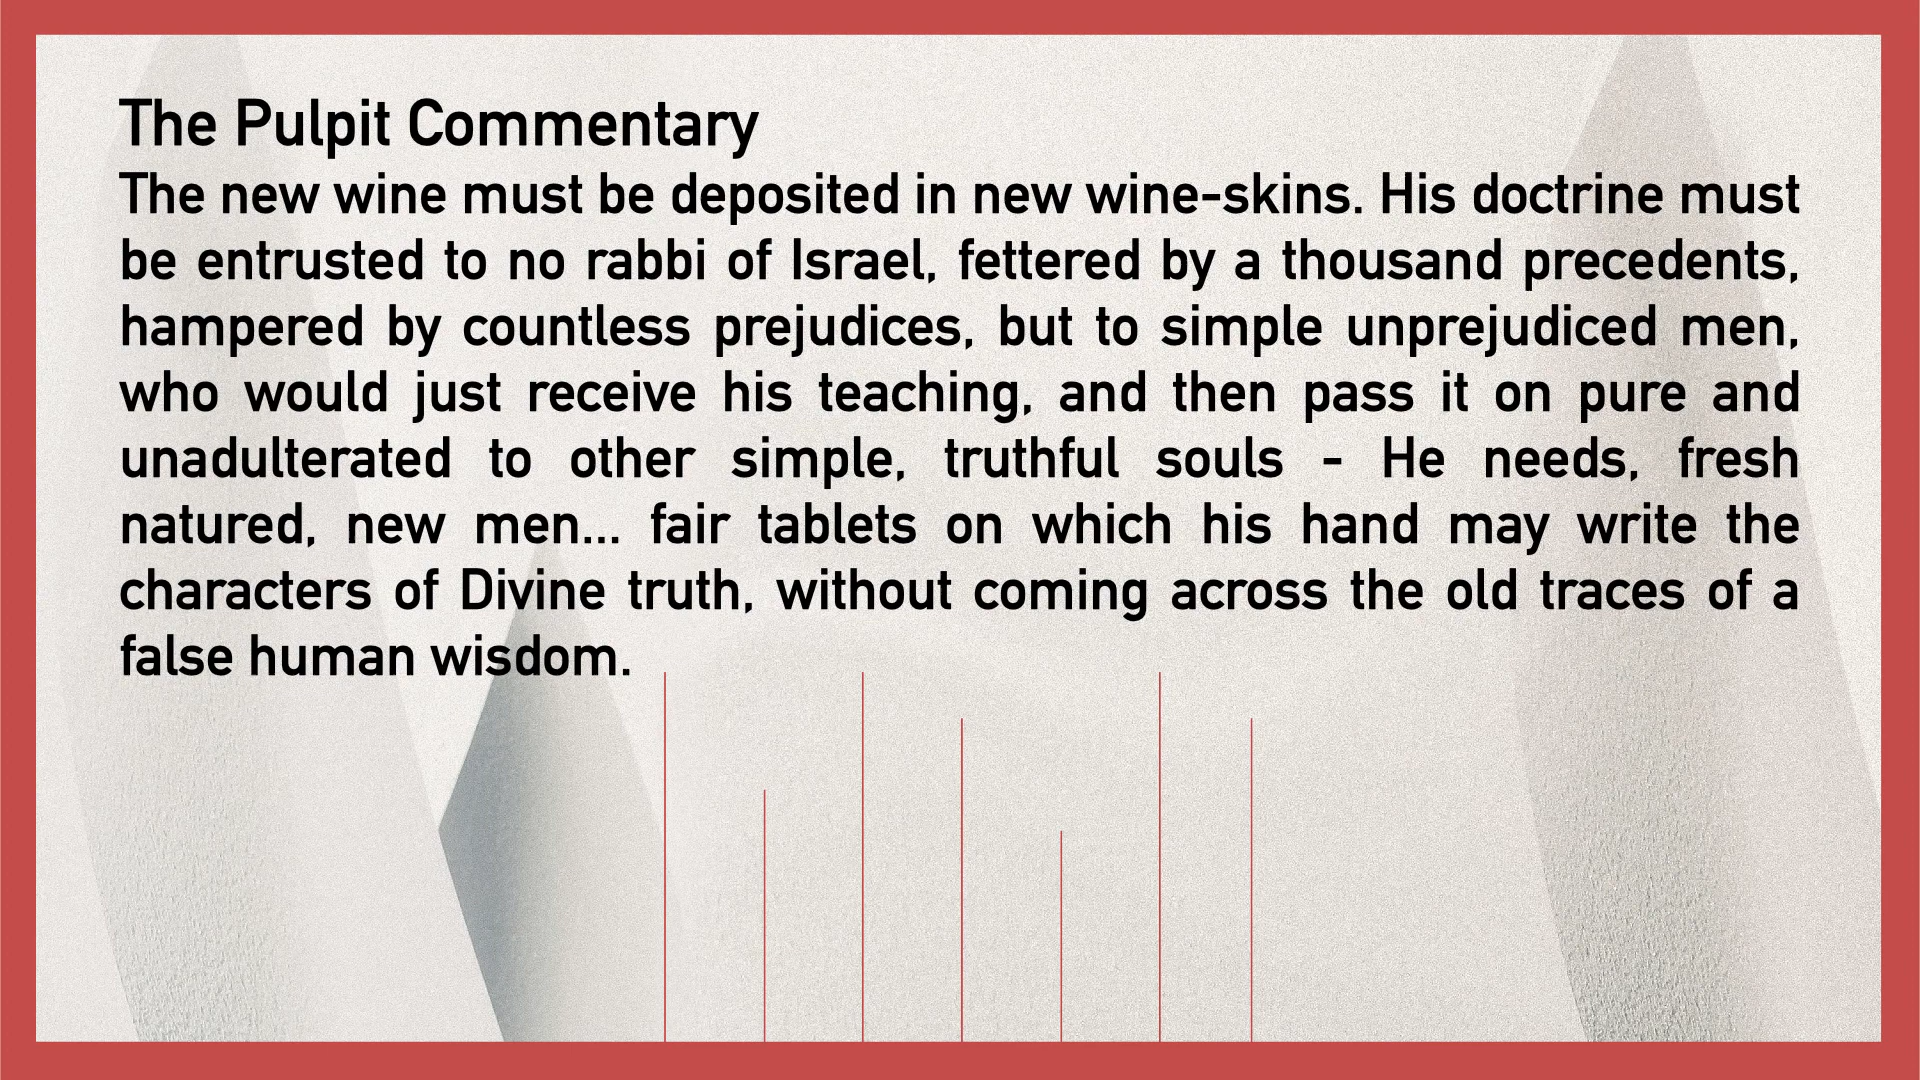 The Pulpit Commentary
The new wine must be deposited in new wine-skins. His doctrine must
be entrusted to no rabbi of Israel, fettered by a thousand precedents,
hampered by countless prejudices, but to simple unprejudiced men,
who would just receive his teaching, and then pass it on pure and
unadulterated to other simple, truthful souls - He needs, fresh
natured, new men... fair tablets on which his hand may write the
characters of Divine truth, without coming across the old traces of a
false human wisdom.